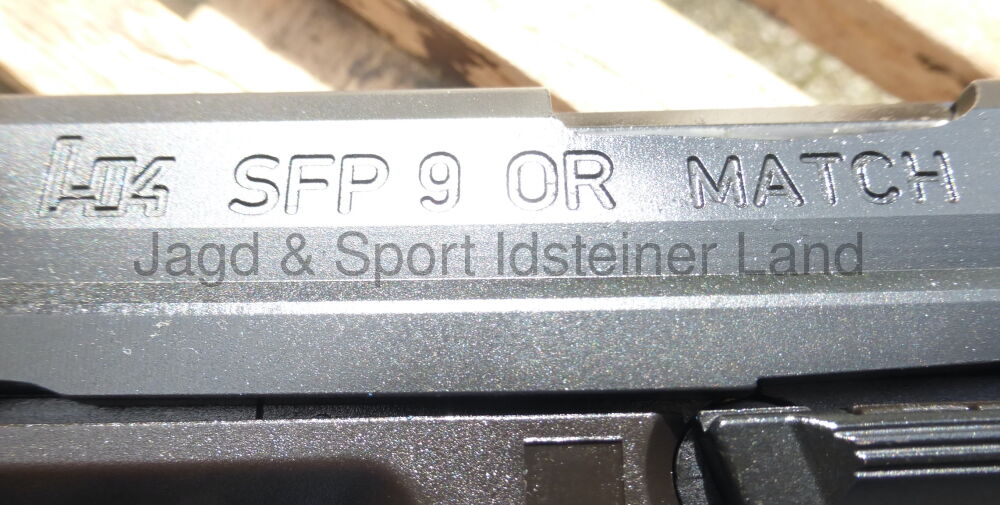 HK SFP 9 OR MATCH
Jagd & Sport Idsteiner Land